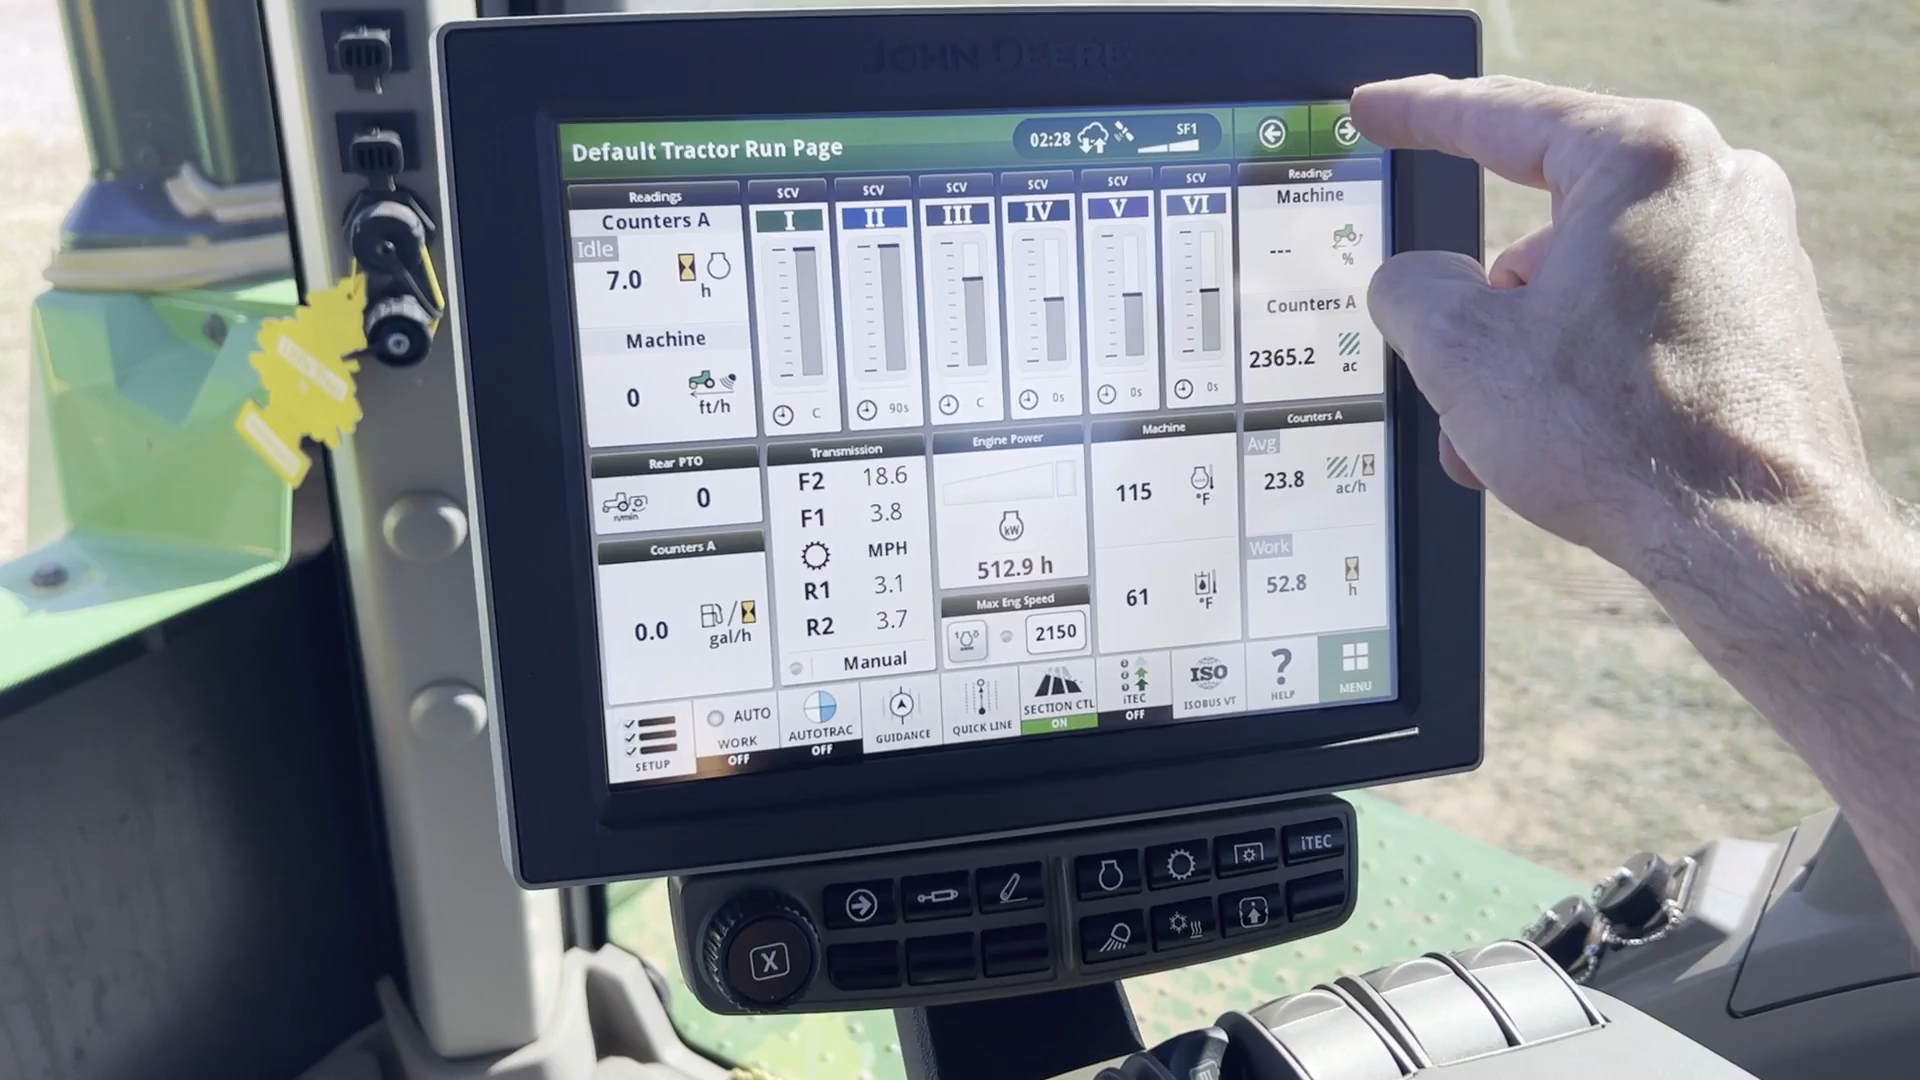 JOHN DEERE
Default Tractor Run Page
02:28
SF1
Readings
Counters A
Idle
7.0
h
Machine
0
ft/h
SCV
I
C
SCV
II
90s
SCV
III
C
SCV
IV
0s
SCV
V
0s
SCV
VI
0s
Readings
Machine
---
%
Counters A
2365.2
ac
Rear PTO
n/min
0
Counters A
0.0
gal/h
Transmission
F2 18.6
F1 3.8
MPH
R1 3.1
R2 3.7
Manual
Engine Power
kW
512.9 h
Max Eng Speed
2150
Machine
115
°F
61
°F
Counters A
Avg
23.8
ac/h
Work
52.8
h
SETUP
AUTO
WORK
OFF
AUTOTRAC
OFF
GUIDANCE
QUICK LINE
SECTION CTL
ON
iTEC
OFF
ISO
ISOBUS VT
?
HELP
MENU
iTEC
X